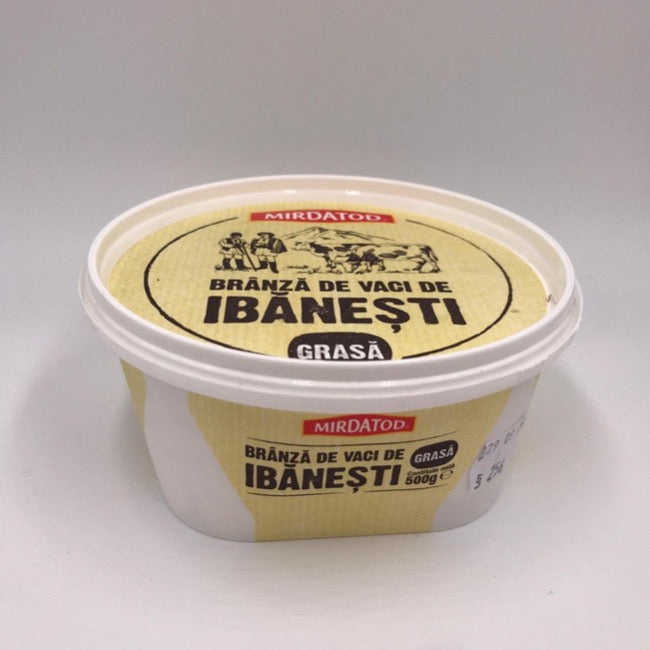 MIRDATOD
BRÂNZĂ DE VACI DE
IBĂNEȘTI
GRASĂ
MIRDATOD
BRÂNZĂ DE VACI DE
IBĂNEȘTI
GRASĂ
Cantitate netă
500g e